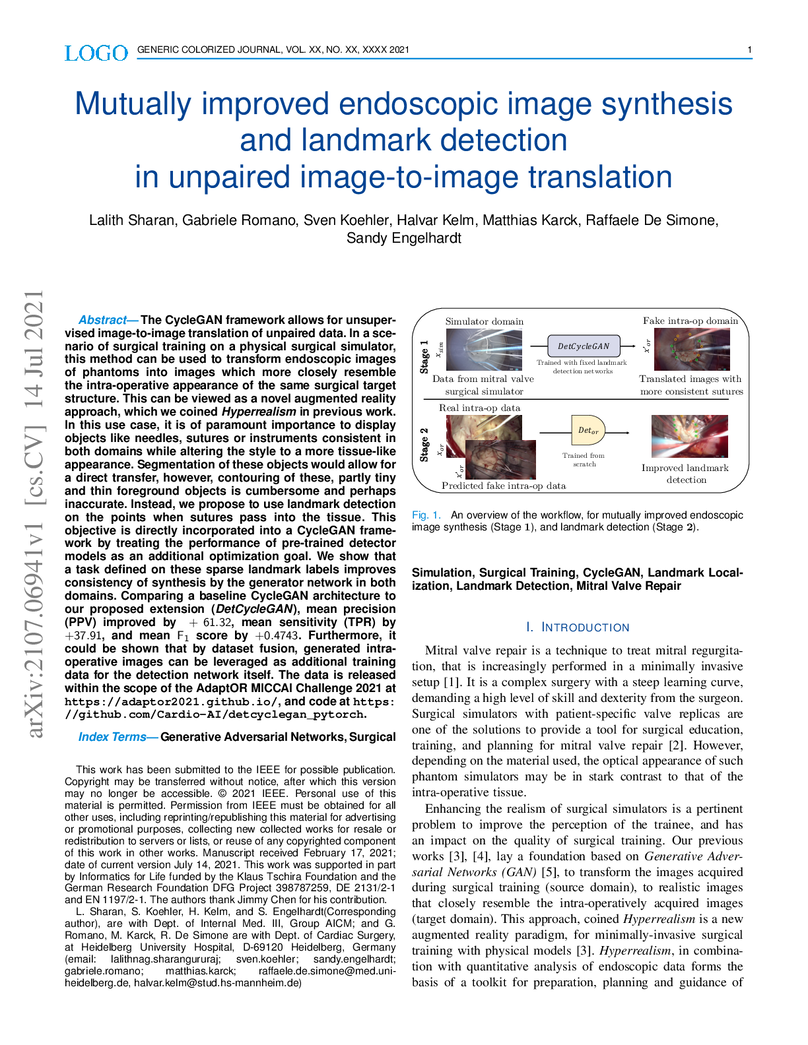 LOGO
GENERIC COLORIZED JOURNAL, VOL. XX, NO. XX, XXXX 2021
1
Mutually improved endoscopic image synthesis
and landmark detection
in unpaired image-to-image translation
Lalith Sharan, Gabriele Romano, Sven Koehler, Halvar Kelm, Matthias Karck, Raffaele De Simone,
Sandy Engelhardt
arXiv:2107.06941v1 [cs.CV] 14 Jul 2021
Abstract— The CycleGAN framework allows for unsuper-
vised image-to-image translation of unpaired data. In a sce-
nario of surgical training on a physical surgical simulator,
this method can be used to transform endoscopic images
of phantoms into images which more closely resemble
the intra-operative appearance of the same surgical target
structure. This can be viewed as a novel augmented reality
approach, which we coined Hyperrealism in previous work.
In this use case, it is of paramount importance to display
objects like needles, sutures or instruments consistent in
both domains while altering the style to a more tissue-like
appearance. Segmentation of these objects would allow for
a direct transfer, however, contouring of these, partly tiny
and thin foreground objects is cumbersome and perhaps
inaccurate. Instead, we propose to use landmark detection
on the points when sutures pass into the tissue. This
objective is directly incorporated into a CycleGAN frame-
work by treating the performance of pre-trained detector
models as an additional optimization goal. We show that
a task defined on these sparse landmark labels improves
consistency of synthesis by the generator network in both
domains. Comparing a baseline CycleGAN architecture to
our proposed extension (DetCycleGAN), mean precision
(PPV) improved by + 61.32, mean sensitivity (TPR) by
+37.91, and mean F1 score by +0.4743. Furthermore, it
could be shown that by dataset fusion, generated intra-
operative images can be leveraged as additional training
data for the detection network itself. The data is released
within the scope of the AdaptOR MICCAI Challenge 2021 at
https://adaptor2021.github.io/, and code at https:
//github.com/Cardio-AI/detcyclegan_pytorch.
Index Terms— Generative Adversarial Networks, Surgical
This work has been submitted to the IEEE for possible publication.
Copyright may be transferred without notice, after which this version
may no longer be accessible. © 2021 IEEE. Personal use of this
material is permitted. Permission from IEEE must be obtained for all
other uses, including reprinting/republishing this material for advertising
or promotional purposes, collecting new collected works for resale or
redistribution to servers or lists, or reuse of any copyrighted component
of this work in other works. Manuscript received February 17, 2021;
date of current version July 14, 2021. This work was supported in part
by Informatics for Life funded by the Klaus Tschira Foundation and the
German Research Foundation DFG Project 398787259, DE 2131/2-1
and EN 1197/2-1. The authors thank Jimmy Chen for his contribution.
L. Sharan, S. Koehler, H. Kelm, and S. Engelhardt(Corresponding
author), are with Dept. of Internal Med. III, Group AICM; and G.
Romano, M. Karck, R. De Simone are with Dept. of Cardiac Surgery,
at Heidelberg University Hospital, D-69120 Heidelberg, Germany
(email: lalithnag.sharangururaj; sven.koehler; sandy.engelhardt;
gabriele.romano; matthias.karck; raffaele.de.simone@med.uni-
heidelberg.de, halvar.kelm@stud.hs-mannheim.de)
Stage 1
Simulator domain
x_sim
Data from mitral valve
surgical simulator
DetCycleGAN
Trained with fixed landmark
detection networks
Fake intra-op domain
x'_or
Translated images with
more consistent sutures
Stage 2
Real intra-op data
x_or
x'_or
Predicted fake intra-op data
Det_or
Trained from
scratch
Improved landmark
detection
Fig. 1. An overview of the workflow, for mutually improved endoscopic
image synthesis (Stage 1), and landmark detection (Stage 2).
Simulation, Surgical Training, CycleGAN, Landmark Local-
ization, Landmark Detection, Mitral Valve Repair
I. INTRODUCTION
Mitral valve repair is a technique to treat mitral regurgita-
tion, that is increasingly performed in a minimally invasive
setup [1]. It is a complex surgery with a steep learning curve,
demanding a high level of skill and dexterity from the surgeon.
Surgical simulators with patient-specific valve replicas are
one of the solutions to provide a tool for surgical education,
training, and planning for mitral valve repair [2]. However,
depending on the material used, the optical appearance of such
phantom simulators may be in stark contrast to that of the
intra-operative tissue.
Enhancing the realism of surgical simulators is a pertinent
problem to improve the perception of the trainee, and has
an impact on the quality of surgical training. Our previous
works [3], [4], lay a foundation based on Generative Adver-
sarial Networks (GAN) [5], to transform the images acquired
during surgical training (source domain), to realistic images
that closely resemble the intra-operatively acquired images
(target domain). This approach, coined Hyperrealism is a new
augmented reality paradigm, for minimally-invasive surgical
training with physical models [3]. Hyperrealism, in combina-
tion with quantitative analysis of endoscopic data forms the
basis of a toolkit for preparation, planning and guidance of